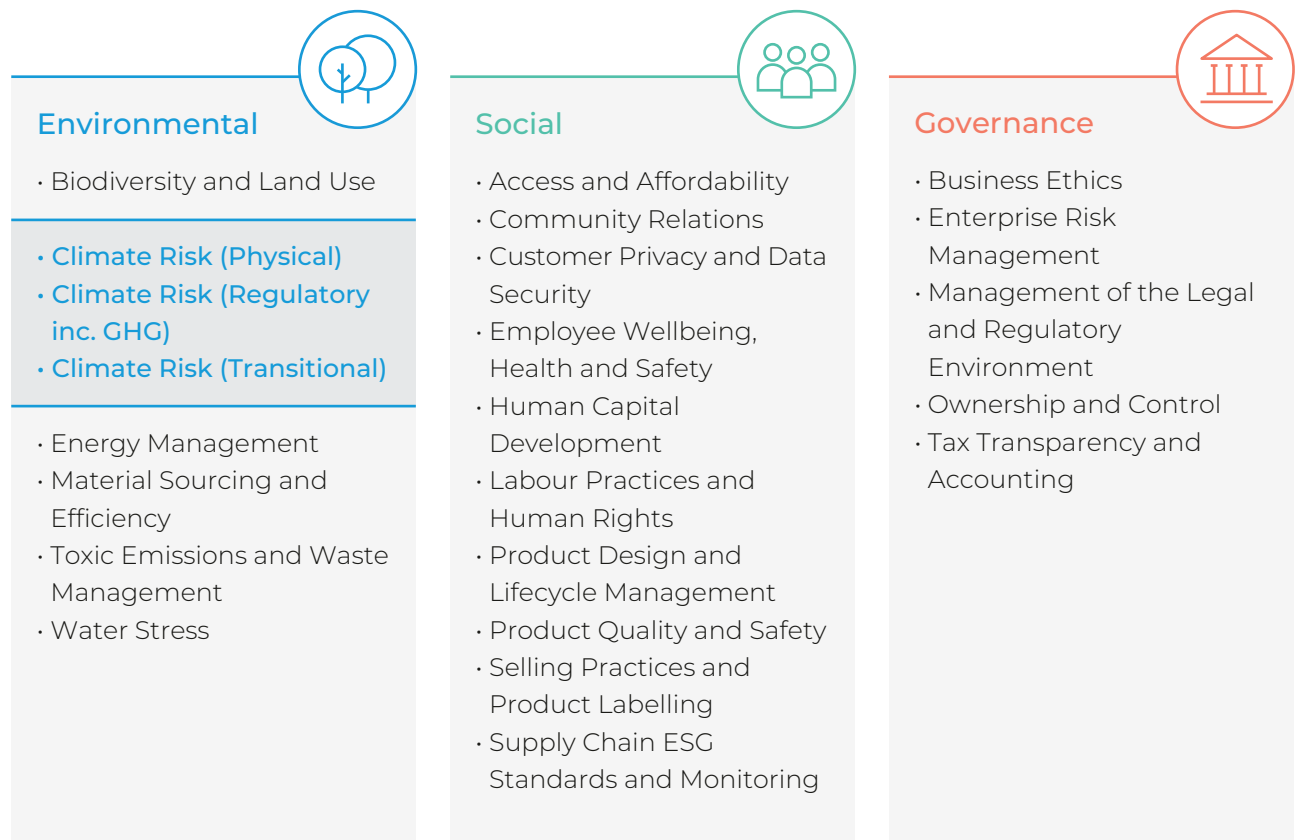 Environmental
· Biodiversity and Land Use
· Climate Risk (Physical)
· Climate Risk (Regulatory
inc. GHG)
· Climate Risk (Transitional)
· Energy Management
· Material Sourcing and
Efficiency
· Toxic Emissions and Waste
Management
· Water Stress
Social
· Access and Affordability
· Community Relations
· Customer Privacy and Data
Security
· Employee Wellbeing,
Health and Safety
· Human Capital
Development
· Labour Practices and
Human Rights
· Product Design and
Lifecycle Management
· Product Quality and Safety
· Selling Practices and
Product Labelling
· Supply Chain ESG
Standards and Monitoring
Governance
· Business Ethics
· Enterprise Risk
Management
· Management of the Legal
and Regulatory
Environment
· Ownership and Control
· Tax Transparency and
Accounting